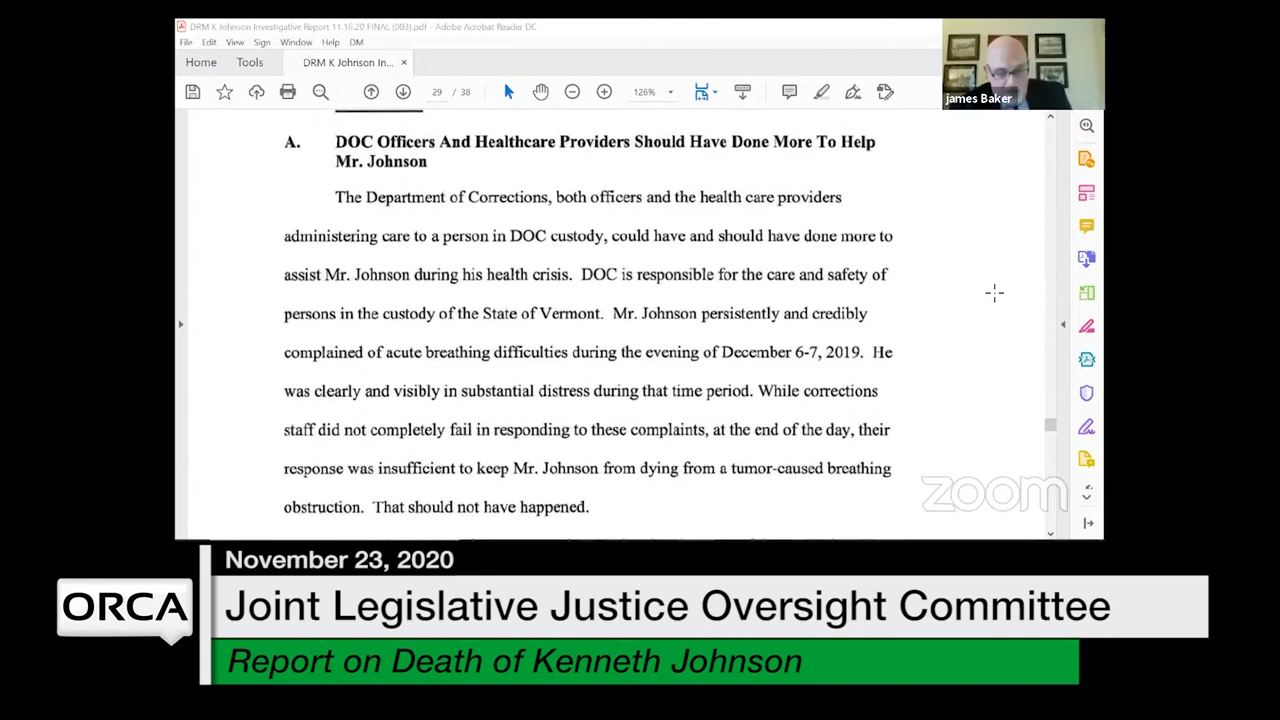 DRM K Johnson Investigative Report 11.16.20 FINAL (003).pdf - Adobe Acrobat Reader DC
File Edit View Sign Window Help DM
Home Tools DRM K Johnson In... ×
29 / 38 126%
james Baker
A. DOC Officers And Healthcare Providers Should Have Done More To Help
Mr. Johnson
The Department of Corrections, both officers and the health care providers
administering care to a person in DOC custody, could have and should have done more to
assist Mr. Johnson during his health crisis. DOC is responsible for the care and safety of
persons in the custody of the State of Vermont. Mr. Johnson persistently and credibly
complained of acute breathing difficulties during the evening of December 6-7, 2019. He
was clearly and visibly in substantial distress during that time period. While corrections
staff did not completely fail in responding to these complaints, at the end of the day, their
response was insufficient to keep Mr. Johnson from dying from a tumor-caused breathing
obstruction. That should not have happened.
zoom
November 23, 2020
ORCA
Joint Legislative Justice Oversight Committee
Report on Death of Kenneth Johnson